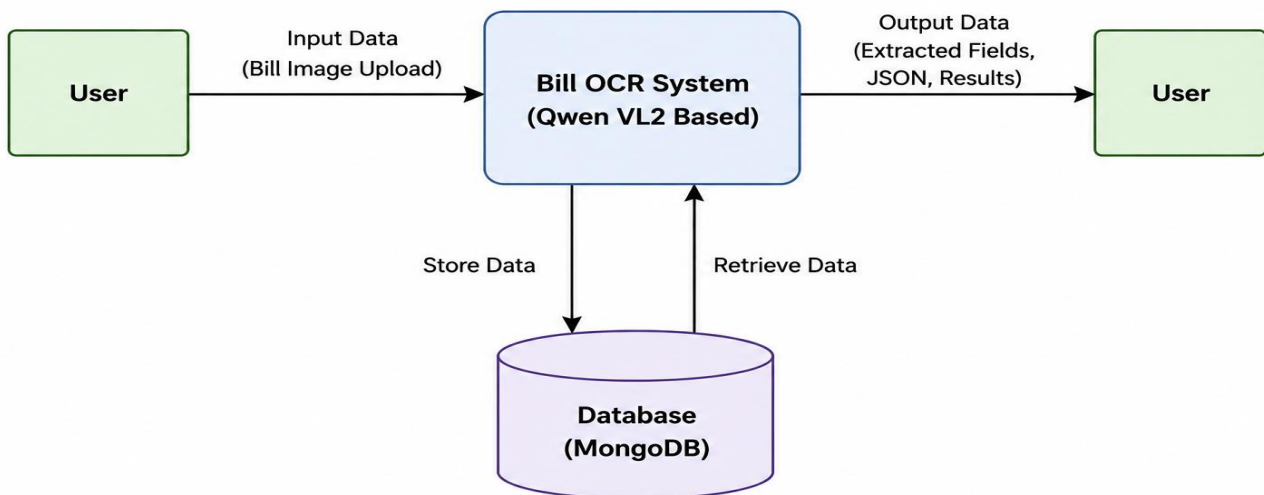 User
Input Data
(Bill Image Upload)
Bill OCR System
(Qwen VL2 Based)
Output Data
(Extracted Fields,
JSON, Results)
User
Store Data
Retrieve Data
Database
(MongoDB)